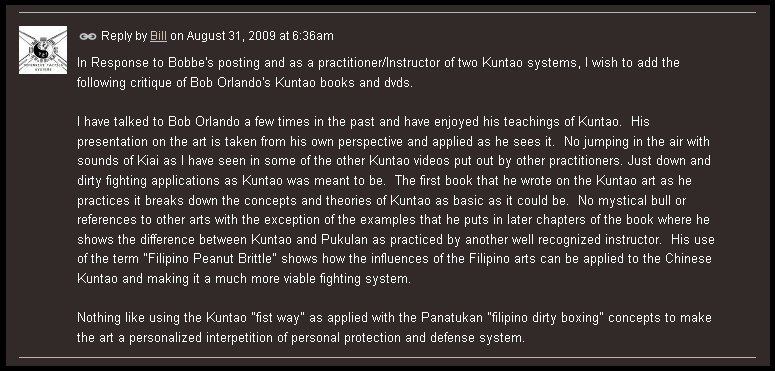 Reply by Bill on August 31, 2009 at 6:36am
In Response to Bobbe's posting and as a practitioner/Instructor of two Kuntao systems, I wish to add the
following critique of Bob Orlando's Kuntao books and dvds.
I have talked to Bob Orlando a few times in the past and have enjoyed his teachings of Kuntao. His
presentation on the art is taken from his own perspective and applied as he sees it. No jumping in the air with
sounds of Kiai as I have seen in some of the other Kuntao videos put out by other practitioners. Just down and
dirty fighting applications as Kuntao was meant to be. The first book that he wrote on the Kuntao art as he
practices it breaks down the concepts and theories of Kuntao as basic as it could be. No mystical bull or
references to other arts with the exception of the examples that he puts in later chapters of the book where he
shows the difference between Kuntao and Pukulan as practiced by another well recognized instructor. His use
of the term "Filipino Peanut Brittle" shows how the influences of the Filipino arts can be applied to the Chinese
Kuntao and making it a much more viable fighting system.
Nothing like using the Kuntao "fist way" as applied with the Panatukan "filipino dirty boxing" concepts to make
the art a personalized interpetition of personal protection and defense system.